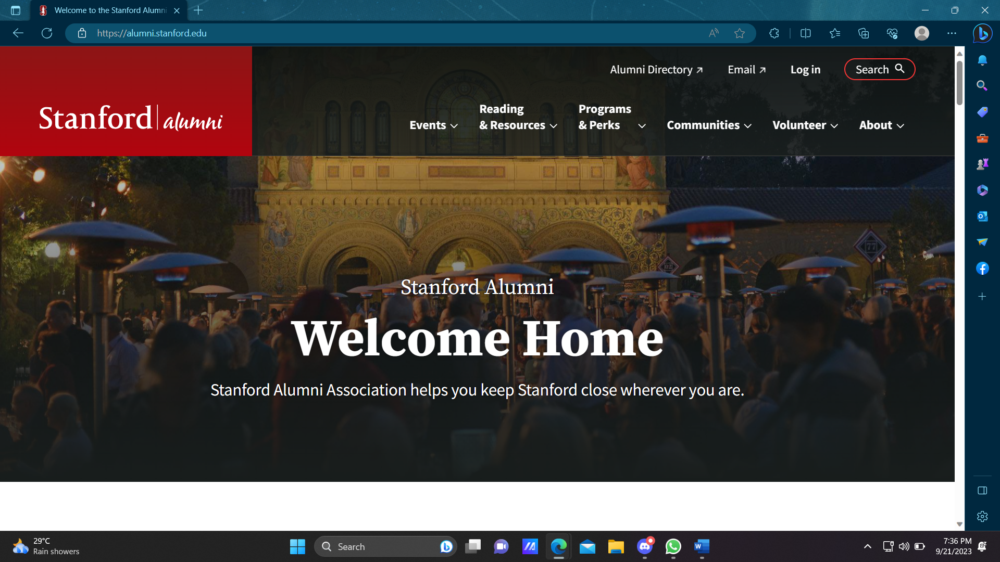 Welcome to the Stanford Alumni
https://alumni.stanford.edu
Alumni Directory
Email
Log in
Search
Stanford alumni
Events
Reading
& Resources
Programs
& Perks
Communities
Volunteer
About
77
02
Stanford Alumni
Welcome Home
Stanford Alumni Association helps you keep Stanford close wherever you are.
29°C
Rain showers
Search
7:36 PM
9/21/2023